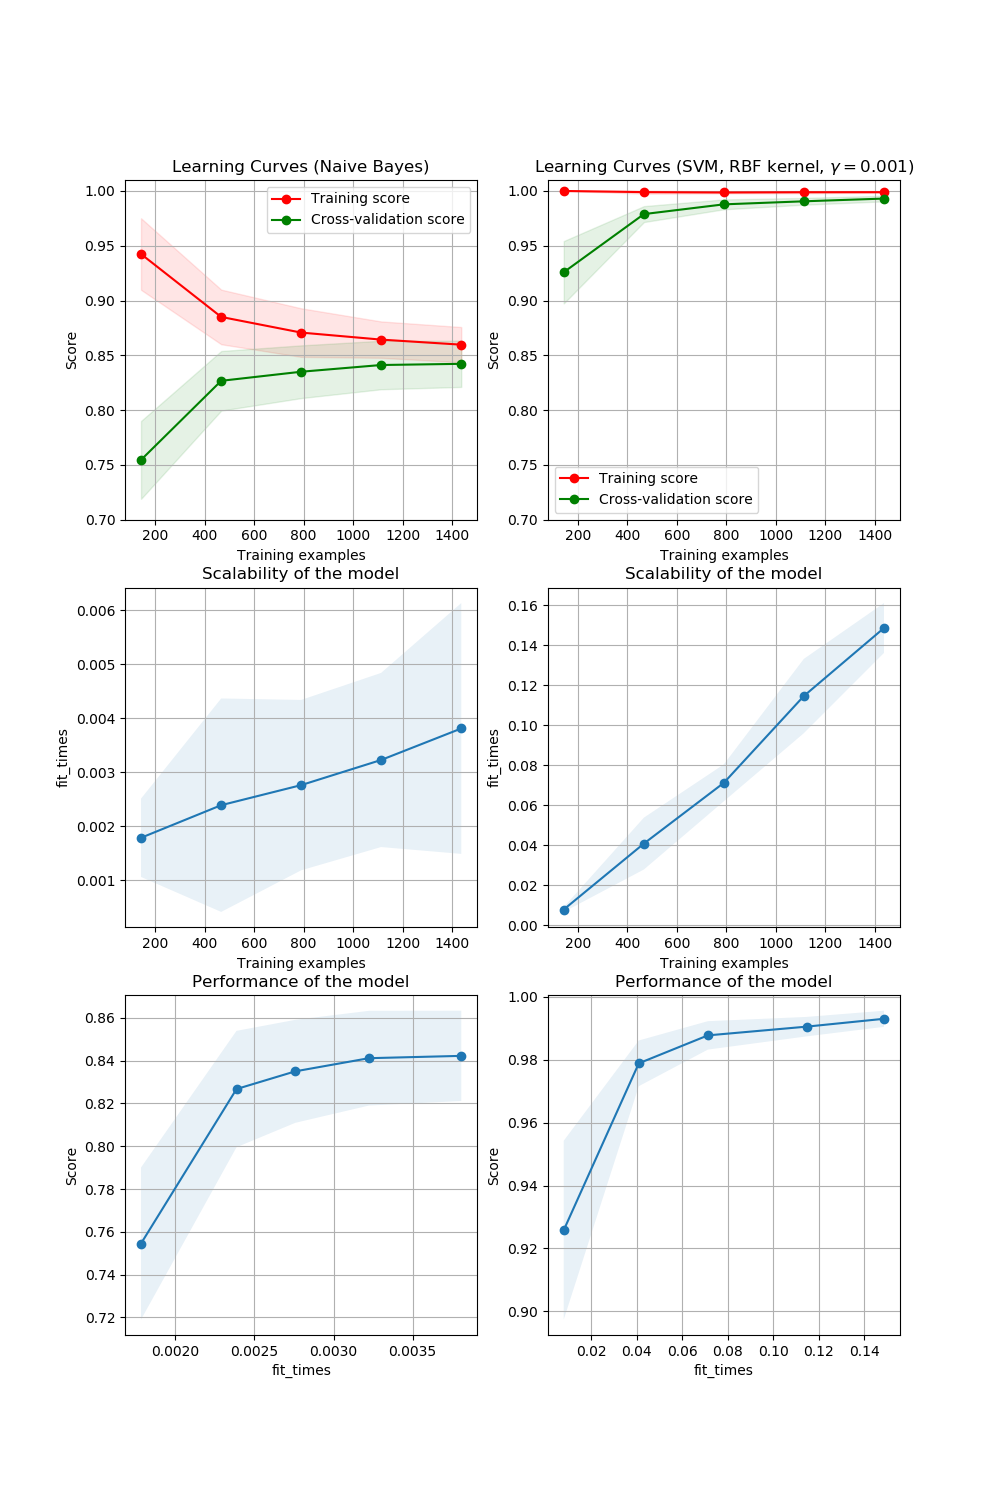 Learning Curves (Naive Bayes)
1.00
0.95
0.90
0.85
0.80
0.75
0.70
Score
Training score
Cross-validation score
200 400 600 800 1000 1200 1400
Training examples
Learning Curves (SVM, RBF kernel, γ = 0.001)
1.00
0.95
0.90
0.85
0.80
0.75
0.70
Score
Training score
Cross-validation score
200 400 600 800 1000 1200 1400
Training examples
Scalability of the model
0.006
0.005
0.004
0.003
0.002
0.001
fit_times
200 400 600 800 1000 1200 1400
Training examples
Scalability of the model
0.16
0.14
0.12
0.10
0.08
0.06
0.04
0.02
0.00
fit_times
200 400 600 800 1000 1200 1400
Training examples
Performance of the model
0.86
0.84
0.82
0.80
0.78
0.76
0.74
0.72
Score
0.0020 0.0025 0.0030 0.0035
fit_times
Performance of the model
1.00
0.98
0.96
0.94
0.92
0.90
Score
0.02 0.04 0.06 0.08 0.10 0.12 0.14
fit_times